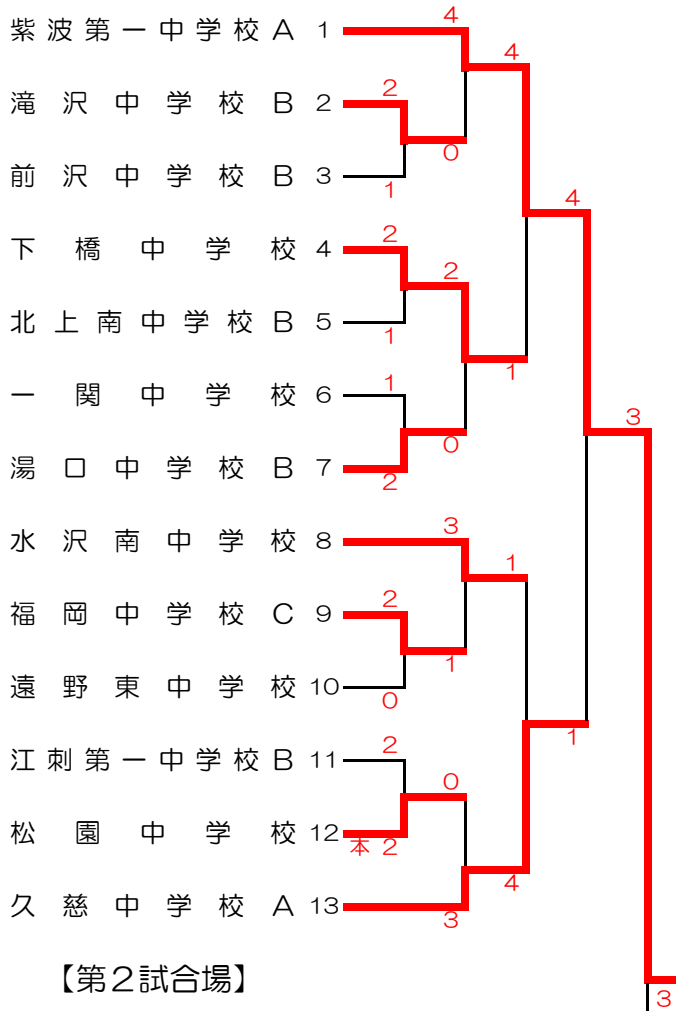 紫波第一中学校A 1
滝沢中学校B 2
前沢中学校B 3
下橋中学校 4
北上南中学校B 5
一関中学校 6
湯口中学校B 7
水沢南中学校 8
福岡中学校C 9
遠野東中学校 10
江刺第一中学校B 11
松園中学校 12
久慈中学校A 13
【第2試合場】
4
4
2
0
1
4
2
2
1
1
1
0
2
3
3
1
2
1
0
2
0
1
本 2
4
3
3